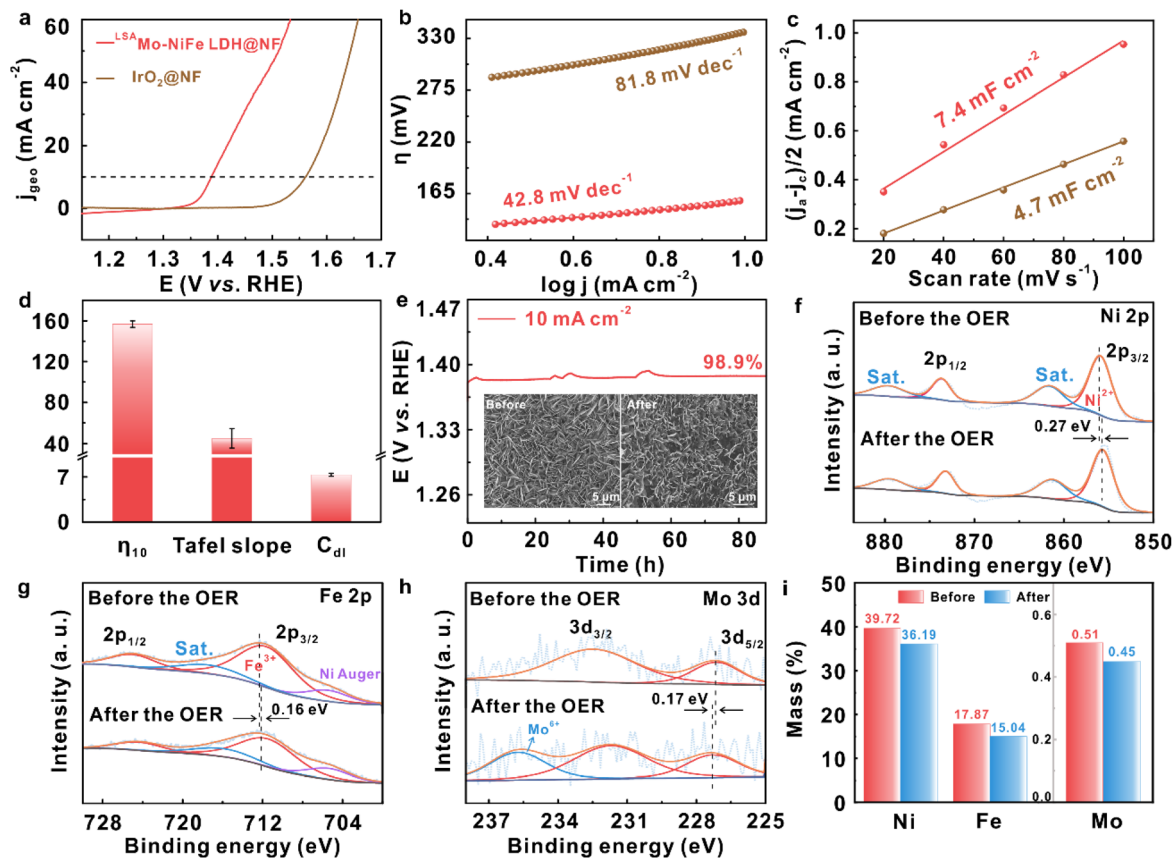 a
j_geo (mA cm⁻²)
60
40
20
0
ᴸˢᴬMo-NiFe LDH@NF
IrO₂@NF
1.2 1.3 1.4 1.5 1.6 1.7
E (V vs. RHE)
b
η (mV)
330
275
220
165
81.8 mV dec⁻¹
42.8 mV dec⁻¹
0.4 0.6 0.8 1.0
log j (mA cm⁻²)
c
(j_a-j_c)/2 (mA cm⁻²)
1.0
0.8
0.6
0.4
0.2
7.4 mF cm⁻²
4.7 mF cm⁻²
20 40 60 80 100
Scan rate (mV s⁻¹)
d
160
120
80
40
7
0
η₁₀ Tafel slope C_dl
e
E (V vs. RHE)
1.47
1.40
1.33
1.26
10 mA cm⁻²
98.9%
Before After
5 μm 5 μm
0 20 40 60 80
Time (h)
f
Intensity (a. u.)
Before the OER Ni 2p
2p₁/₂ 2p₃/₂
Sat. Sat.
Ni²⁺
0.27 eV
After the OER
880 870 860 850
Binding energy (eV)
g
Intensity (a. u.)
Before the OER Fe 2p
2p₁/₂ 2p₃/₂
Sat.
Fe³⁺
Ni Auger
0.16 eV
After the OER
728 720 712 704
Binding energy (eV)
h
Intensity (a. u.)
Before the OER Mo 3d
3d₃/₂
3d₅/₂
0.17 eV
After the OER
Mo⁶⁺
237 234 231 228 225
Binding energy (eV)
i
Mass (%)
50
40
30
20
10
0
Before After
39.72
36.19
17.87
15.04
0.6
0.4
0.2
0.0
0.51
0.45
Ni Fe Mo